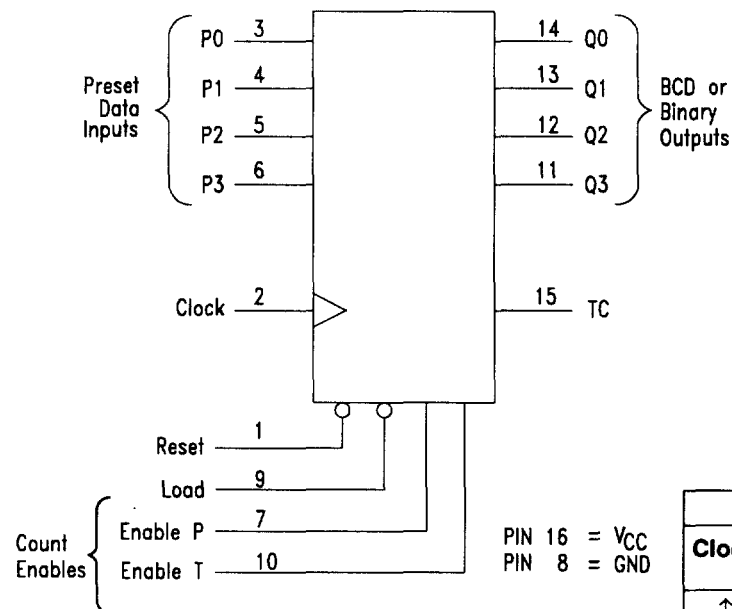 P0 3
14 Q0
Preset
Data
Inputs
P1 4
13 Q1
BCD or
Binary
Outputs
P2 5
12 Q2
P3 6
11 Q3
Clock 2
15 TC
Reset 1
Load 9
Count
Enables
Enable P 7
Enable T 10
PIN 16 = VCC
PIN 8 = GND
↑